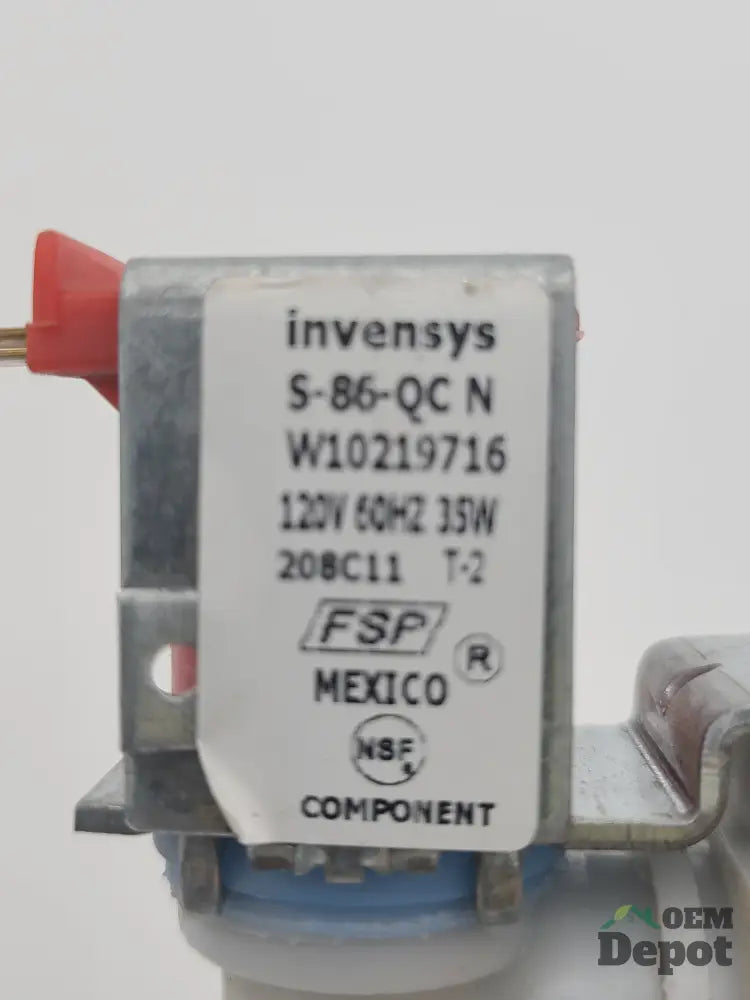 invensys
S-86-QC N
W10219716
120V 60HZ 35W
208C11 T-2
FSP ®
MEXICO
NSF
COMPONENT
OEM
Depot